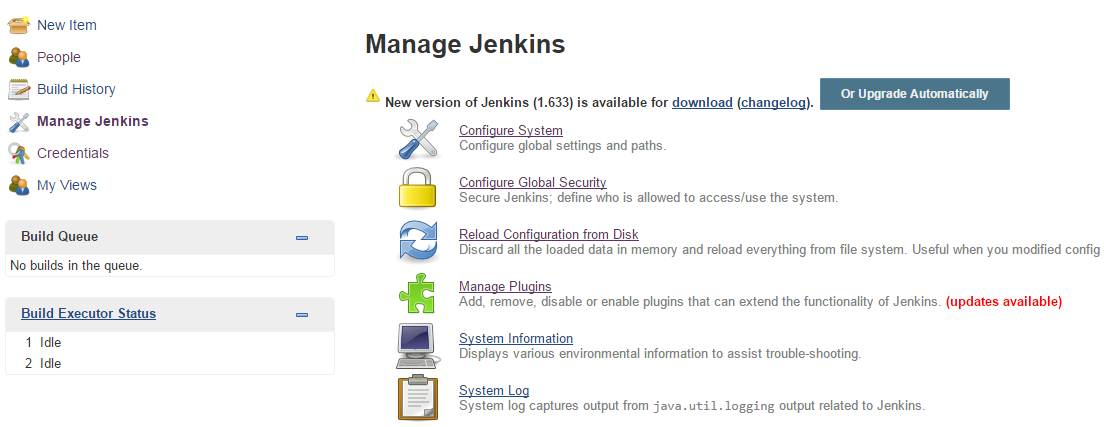 New Item
People
Build History
Manage Jenkins
Credentials
My Views
Build Queue
No builds in the queue.
Build Executor Status
1 Idle
2 Idle
Manage Jenkins
New version of Jenkins (1.633) is available for download (changelog).
Or Upgrade Automatically
Configure System
Configure global settings and paths.
Configure Global Security
Secure Jenkins; define who is allowed to access/use the system.
Reload Configuration from Disk
Discard all the loaded data in memory and reload everything from file system. Useful when you modified config
Manage Plugins
Add, remove, disable or enable plugins that can extend the functionality of Jenkins. (updates available)
System Information
Displays various environmental information to assist trouble-shooting.
System Log
System log captures output from java.util.logging output related to Jenkins.